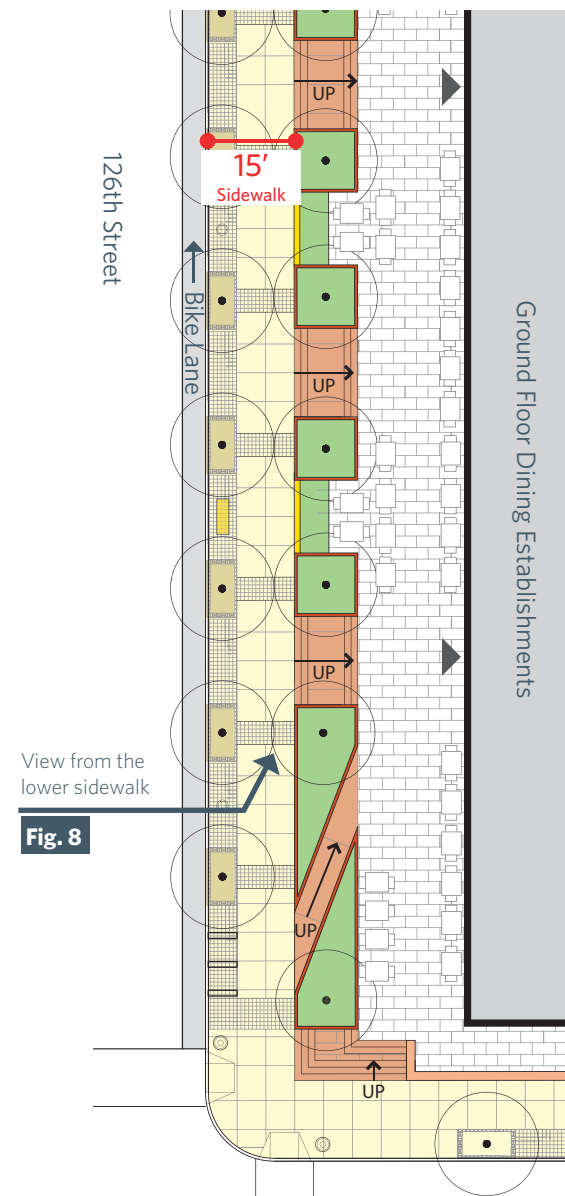 UP
15’
Sidewalk
126th Street
Bike Lane
Ground Floor Dining Establishments
UP
UP
View from the
lower sidewalk
Fig. 8
UP
UP